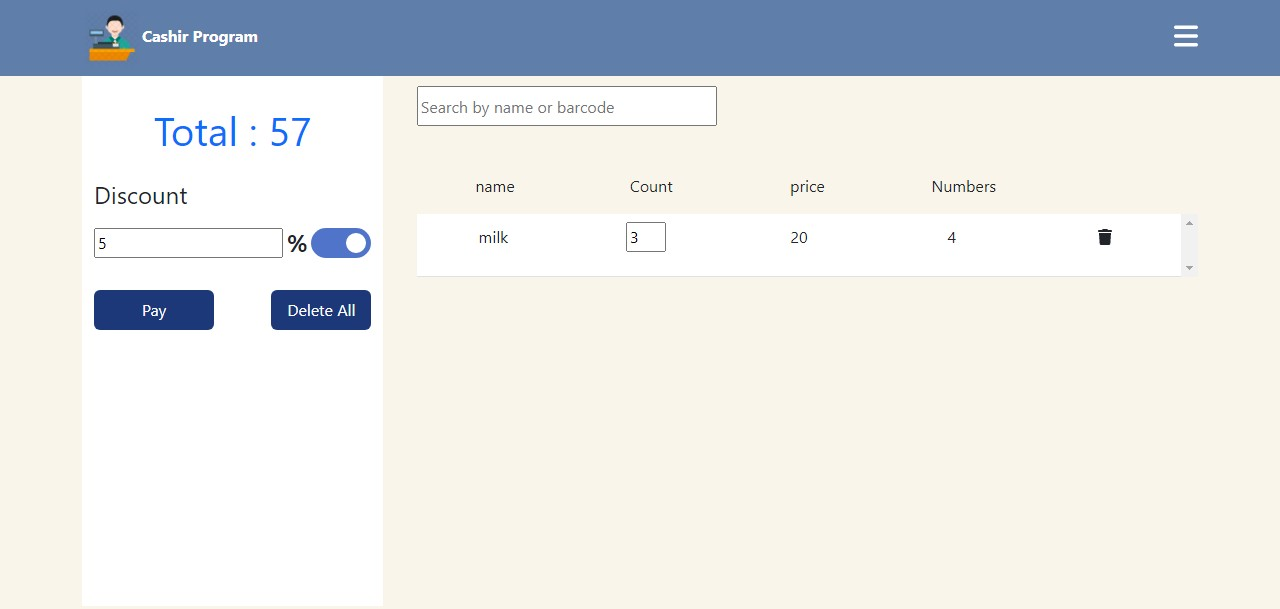 Cashir Program
Total : 57
Discount
5 %
Pay Delete All
Search by name or barcode
name Count price Numbers
milk 3 20 4